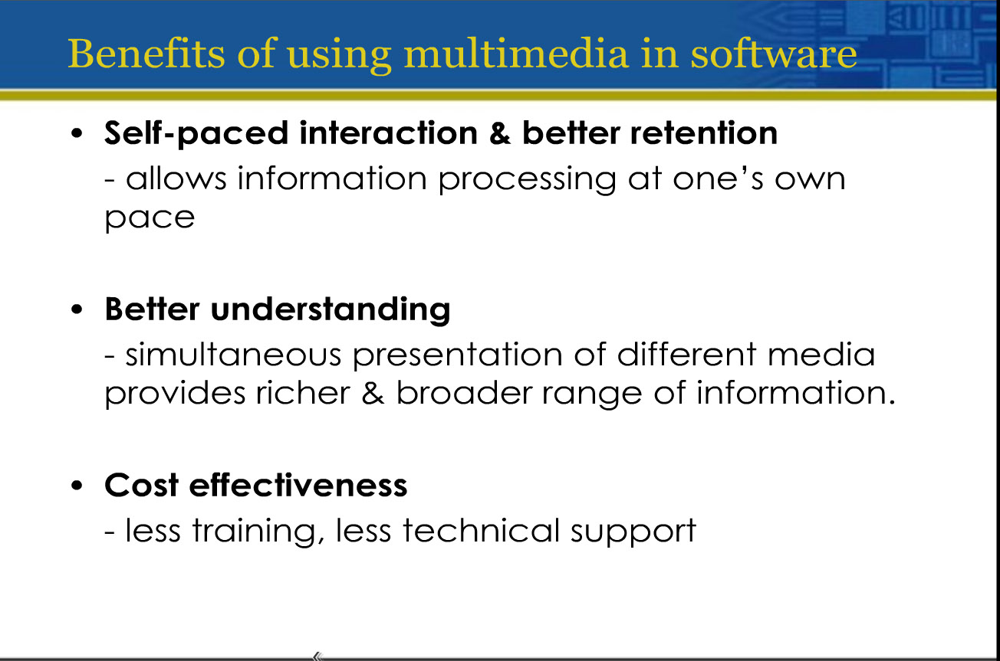 Benefits of using multimedia in software
• Self-paced interaction & better retention
- allows information processing at one’s own
pace
• Better understanding
- simultaneous presentation of different media
provides richer & broader range of information.
• Cost effectiveness
- less training, less technical support